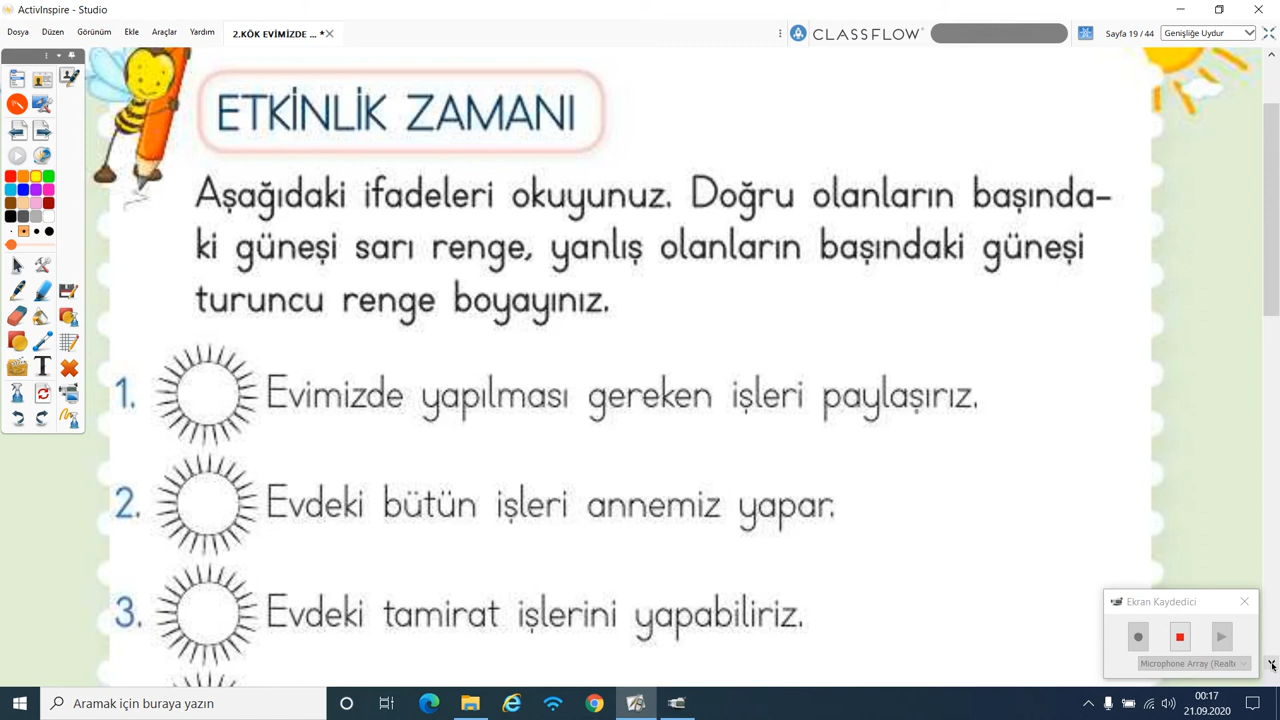 ActivInspire - Studio
Dosya Düzen Görünüm Ekle Araçlar Yardım
2.KÖK EVİMİZDE ... *
CLASSFLOW
Sayfa 19 / 44
Genişliğe Uydur
ETKİNLİK ZAMANI
Aşağıdaki ifadeleri okuyunuz. Doğru olanların başında-
ki güneşi sarı renge, yanlış olanların başındaki güneşi
turuncu renge boyayınız.
1. Evimizde yapılması gereken işleri paylaşırız.
2. Evdeki bütün işleri annemiz yapar.
3. Evdeki tamirat işlerini yapabiliriz.
Ekran Kaydedici
Microphone Array (Realte
Aramak için buraya yazın
00:17
21.09.2020